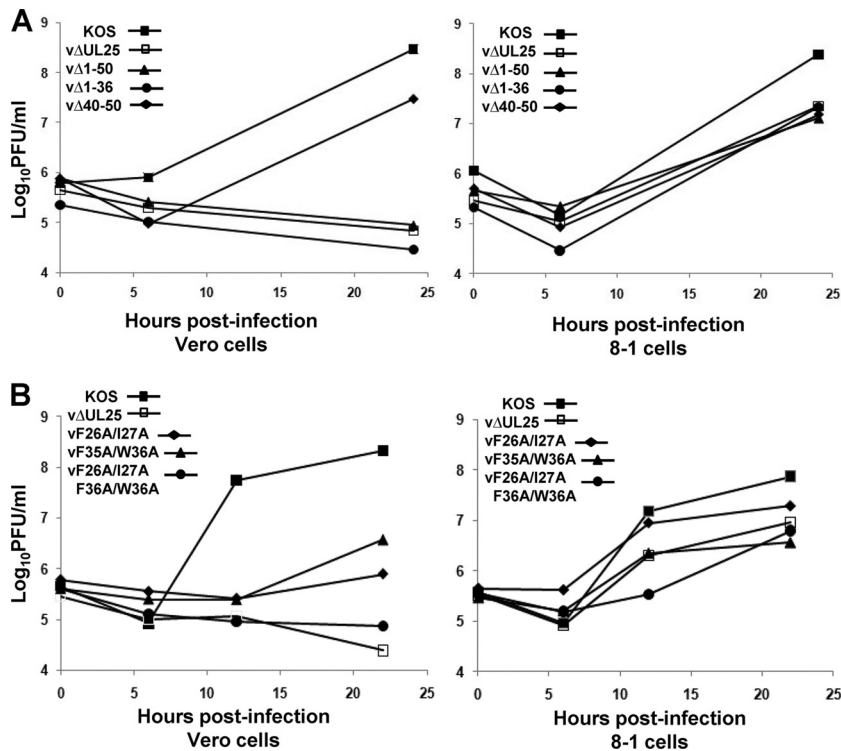 A
KOS
vΔUL25
vΔ1-50
vΔ1-36
vΔ40-50
Log10PFU/ml
9
8
7
6
5
4
0 5 10 15 20 25
Hours post-infection
Vero cells
KOS
vΔUL25
vΔ1-50
vΔ1-36
vΔ40-50
9
8
7
6
5
4
0 5 10 15 20 25
Hours post-infection
8-1 cells
B
KOS
vΔUL25
vF26A/I27A
vF35A/W36A
vF26A/I27A
F36A/W36A
Log10PFU/ml
9
8
7
6
5
4
0 5 10 15 20 25
Hours post-infection
Vero cells
KOS
vΔUL25
vF26A/I27A
vF35A/W36A
vF26A/I27A
F36A/W36A
9
8
7
6
5
4
0 5 10 15 20 25
Hours post-infection
8-1 cells